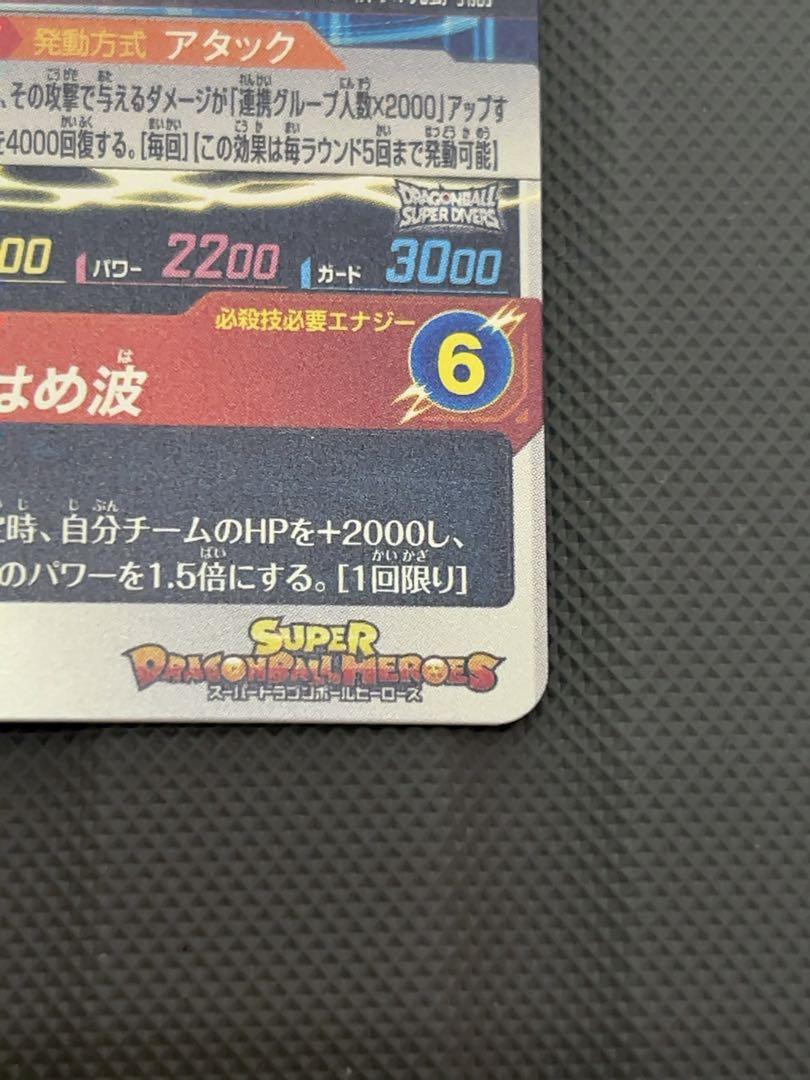 発動方式 アタック
、その攻撃で与えるダメージが「連携グループ人数×2000」アップす
4000回復する。[毎回]【この効果は毎ラウンド5回まで発動可能】
DRAGONBALL
SUPER DIVERS
00 パワー 2200 ガード 3000
必殺技必要エナジー 6
はめ波
時、自分チームのHPを+2000し、
のパワーを1.5倍にする。[1回限り]
SUPER
DRAGONBALL HEROES
スーパードラゴンボールヒーローズ